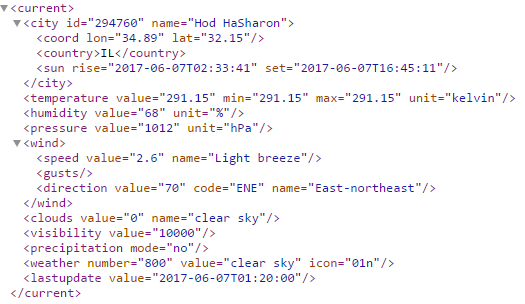 <current>
<city id="294760" name="Hod HaSharon">
<coord lon="34.89" lat="32.15"/>
<country>IL</country>
<sun rise="2017-06-07T02:33:41" set="2017-06-07T16:45:11"/>
</city>
<temperature value="291.15" min="291.15" max="291.15" unit="kelvin"/>
<humidity value="68" unit="%"/>
<pressure value="1012" unit="hPa"/>
<wind>
<speed value="2.6" name="Light breeze"/>
<gusts/>
<direction value="70" code="ENE" name="East-northeast"/>
</wind>
<clouds value="0" name="clear sky"/>
<visibility value="10000"/>
<precipitation mode="no"/>
<weather number="800" value="clear sky" icon="01n"/>
<lastupdate value="2017-06-07T01:20:00"/>
</current>